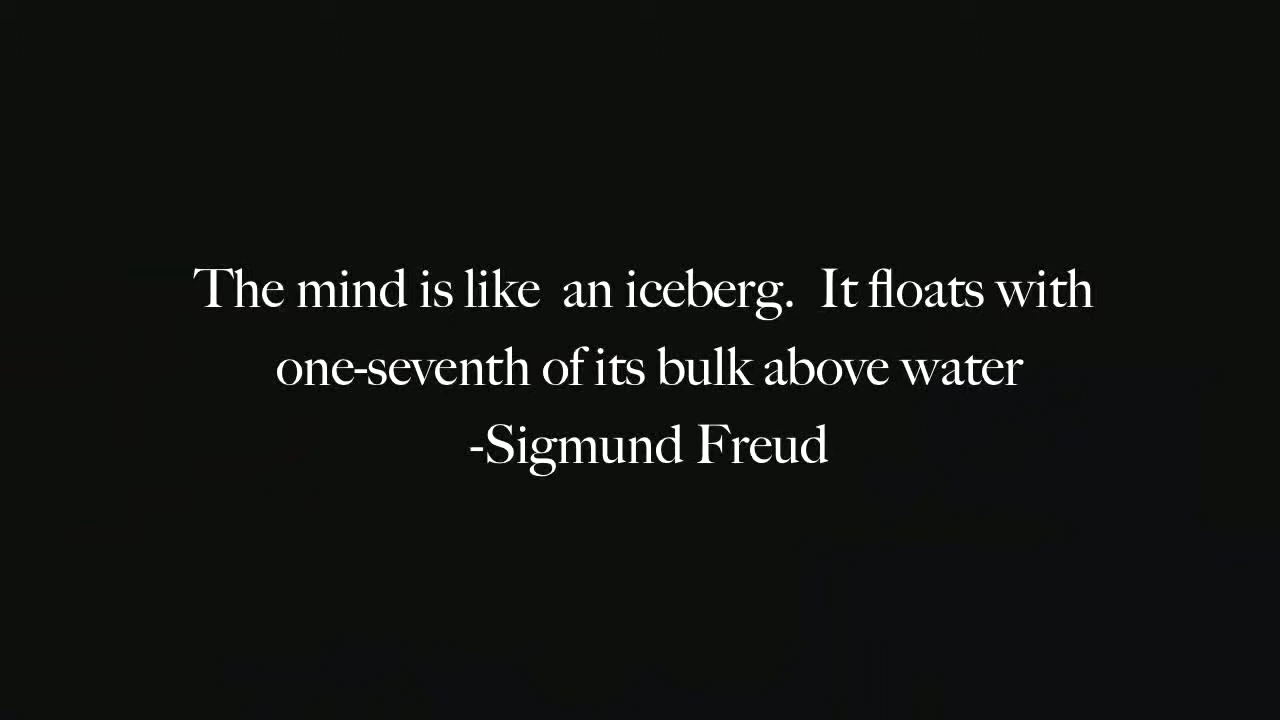 The mind is like  an iceberg.  It floats with
one-seventh of its bulk above water
-Sigmund Freud